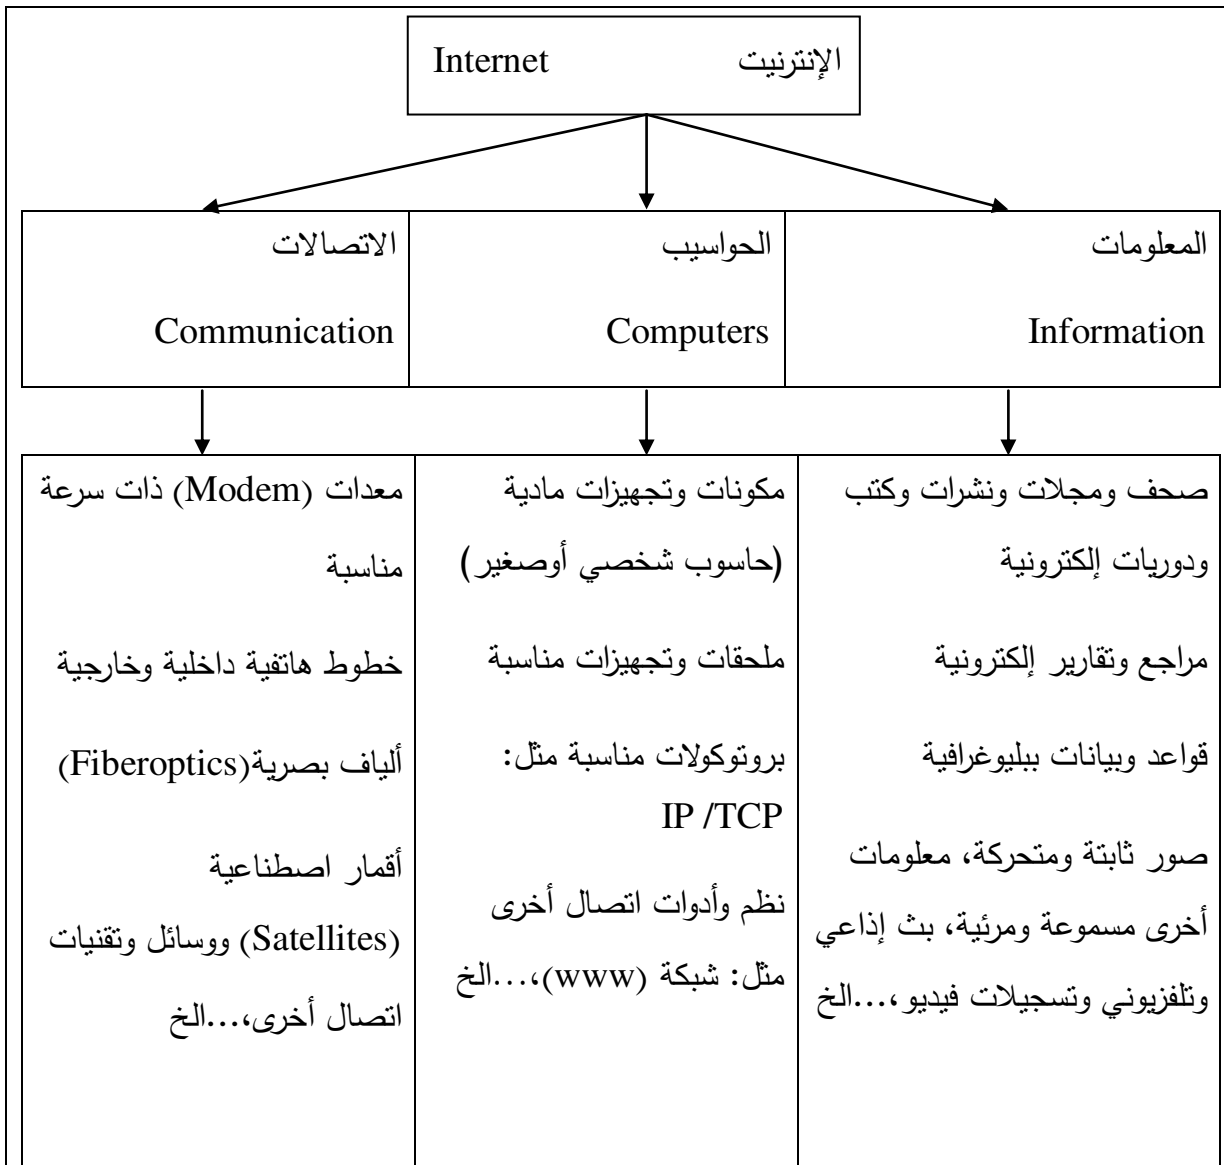 الإنترنيت Internet
المعلومات
Information
الحواسيب
Computers
الاتصالات
Communication
صحف ومجلات ونشرات وكتب
ودوريات إلكترونية
مراجع وتقارير إلكترونية
قواعد وبيانات ببليوغرافية
صور ثابتة ومتحركة، معلومات
أخرى مسموعة ومرئية، بث إذاعي
وتلفزيوني وتسجيلات فيديو،...الخ
مكونات وتجهيزات مادية
(حاسوب شخصي أوصغير)
ملحقات وتجهيزات مناسبة
بروتوكولات مناسبة مثل:
IP /TCP
نظم وأدوات اتصال أخرى
مثل: شبكة (www)،...الخ
معدات (Modem) ذات سرعة
مناسبة
خطوط هاتفية داخلية وخارجية
ألياف بصرية(Fiberoptics)
أقمار اصطناعية
(Satellites) ووسائل وتقنيات
اتصال أخرى،...الخ